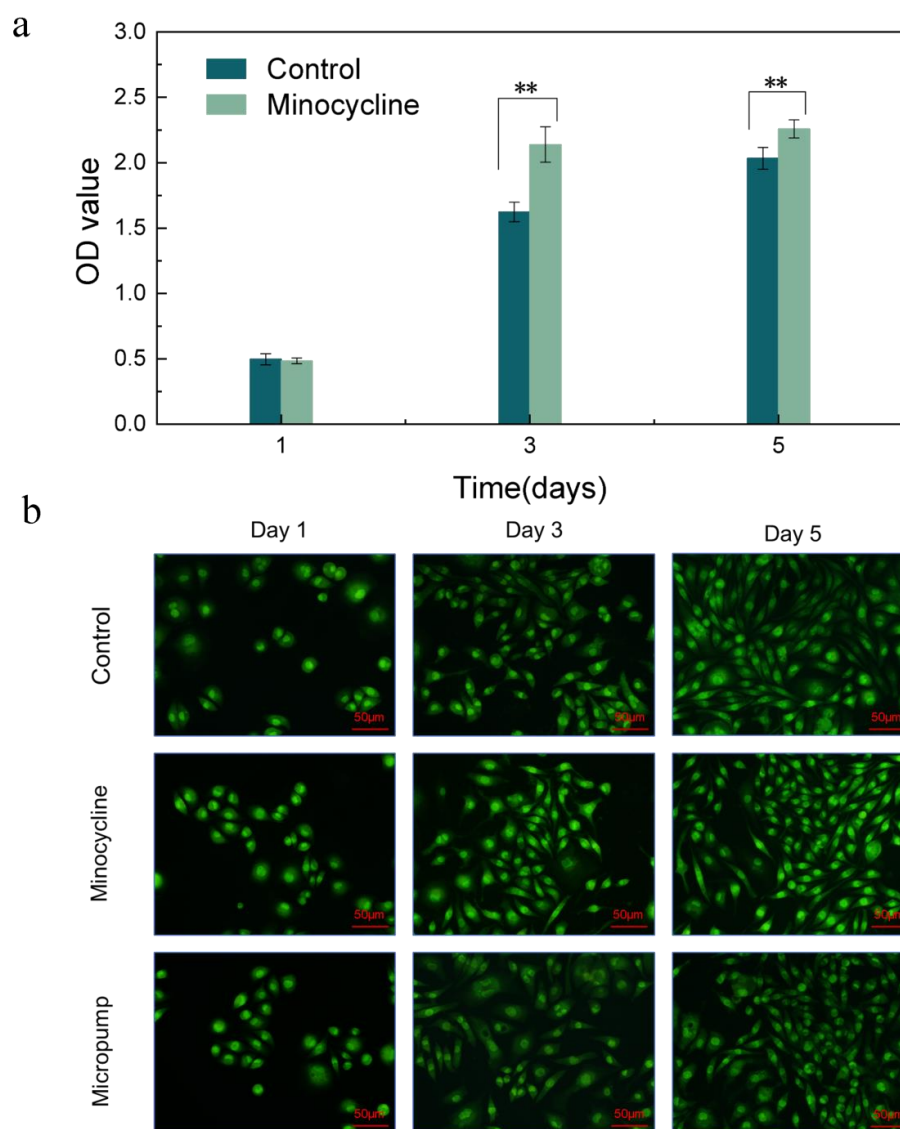 a
3.0
2.5
2.0
1.5
1.0
0.5
0.0
OD value
Control
Minocycline
**
**
1
3
5
Time(days)
b
Day 1
Day 3
Day 5
Control
50μm
50μm
50μm
Minocycline
50μm
50μm
50μm
Micropump
50μm
50μm
50μm